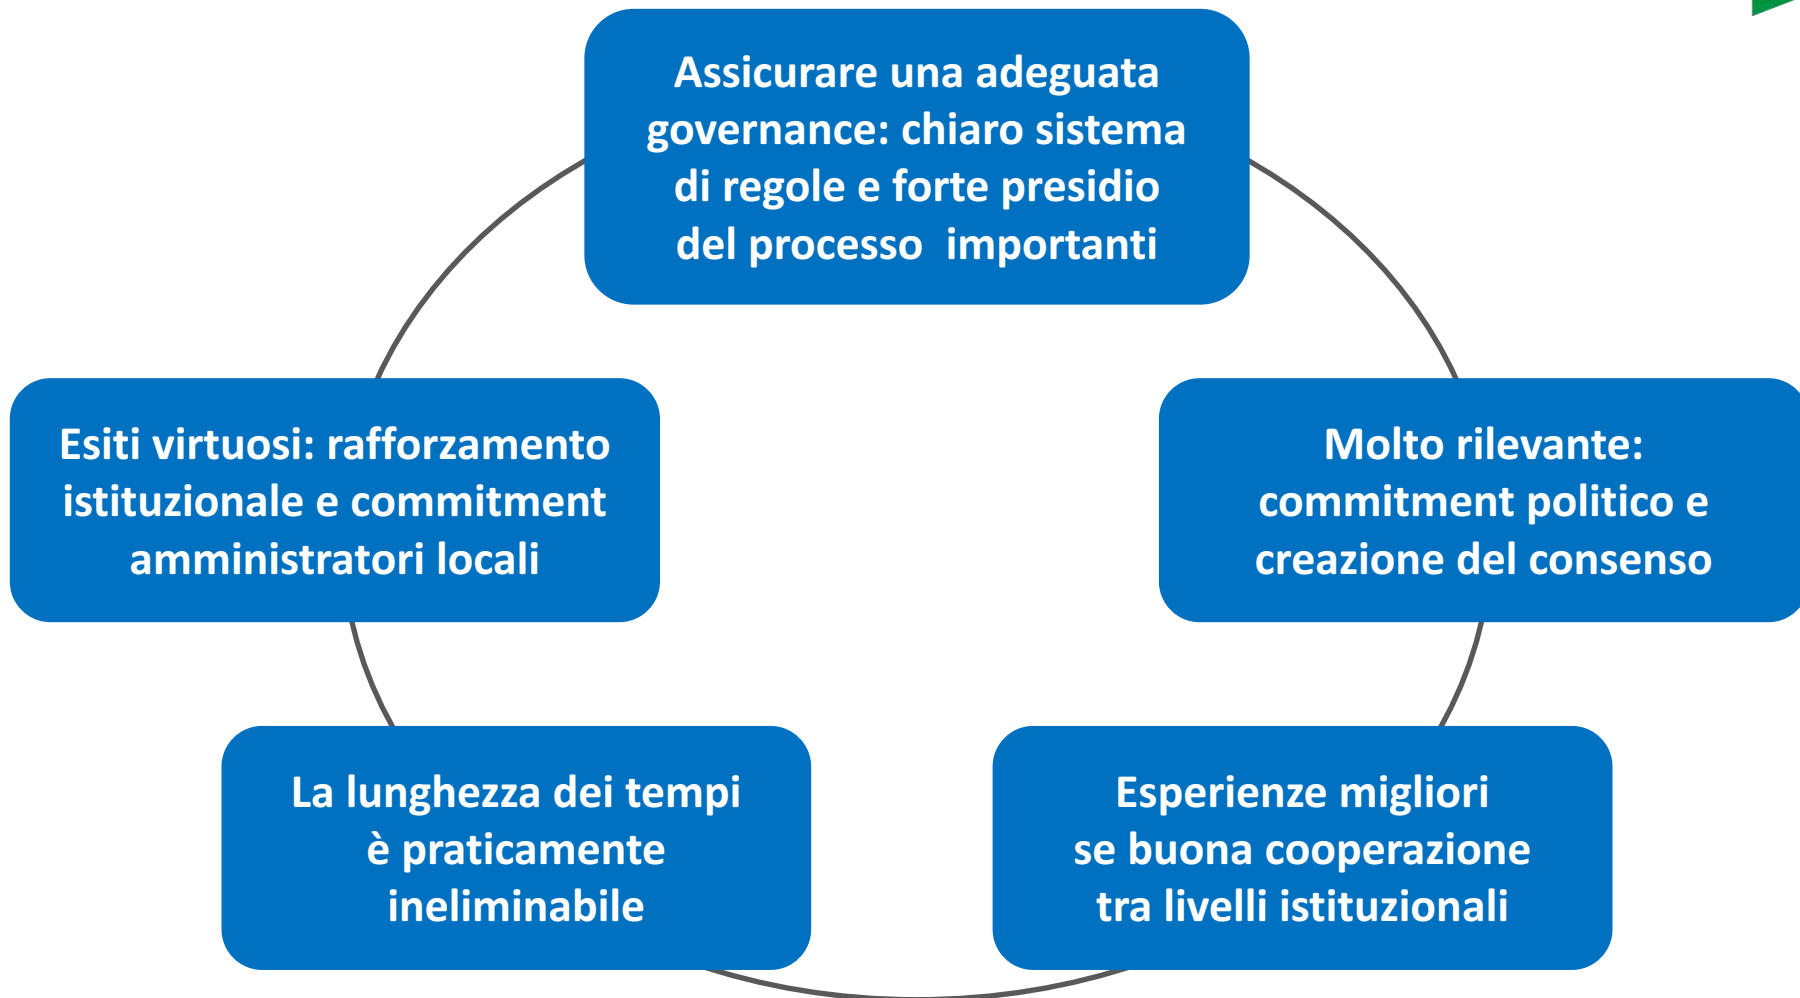 Assicurare una adeguata
governance: chiaro sistema
di regole e forte presidio
del processo  importanti
Esiti virtuosi: rafforzamento
istituzionale e commitment
amministratori locali
Molto rilevante:
commitment politico e
creazione del consenso
La lunghezza dei tempi
è praticamente
ineliminabile
Esperienze migliori
se buona cooperazione
tra livelli istituzionali